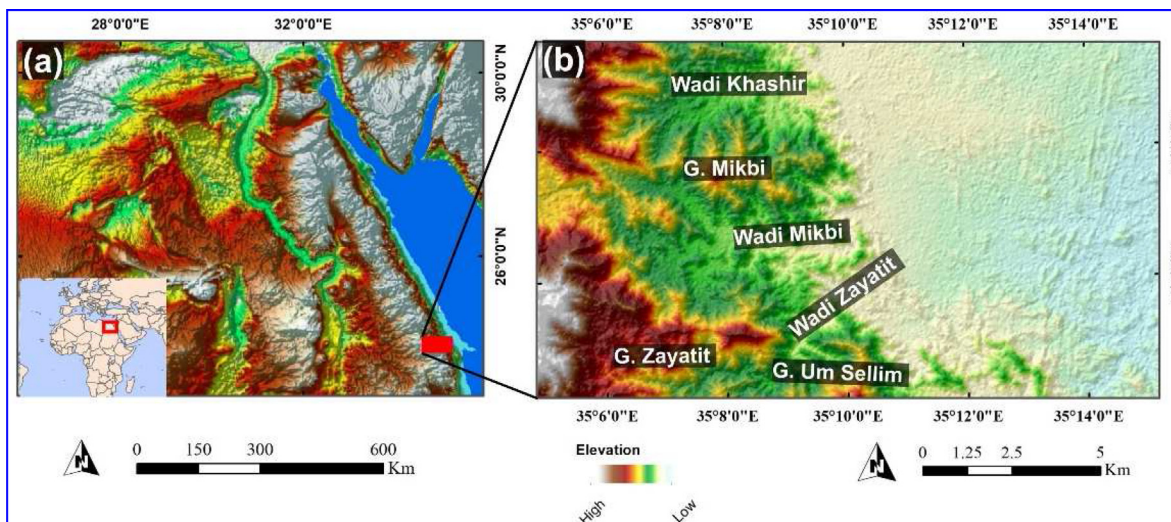 28°0'0"E 32°0'0"E
35°6'0"E 35°8'0"E 35°10'0"E 35°12'0"E 35°14'0"E
(a)
30°0'0"N
26°0'0"N
(b)
Wadi Khashir
G. Mikbi
Wadi Mikbi
Wadi Zayatit
G. Zayatit
G. Um Sellim
35°6'0"E 35°8'0"E 35°10'0"E 35°12'0"E 35°14'0"E
N
0 150 300 600
Km
Elevation
High Low
N
0 1.25 2.5 5
Km